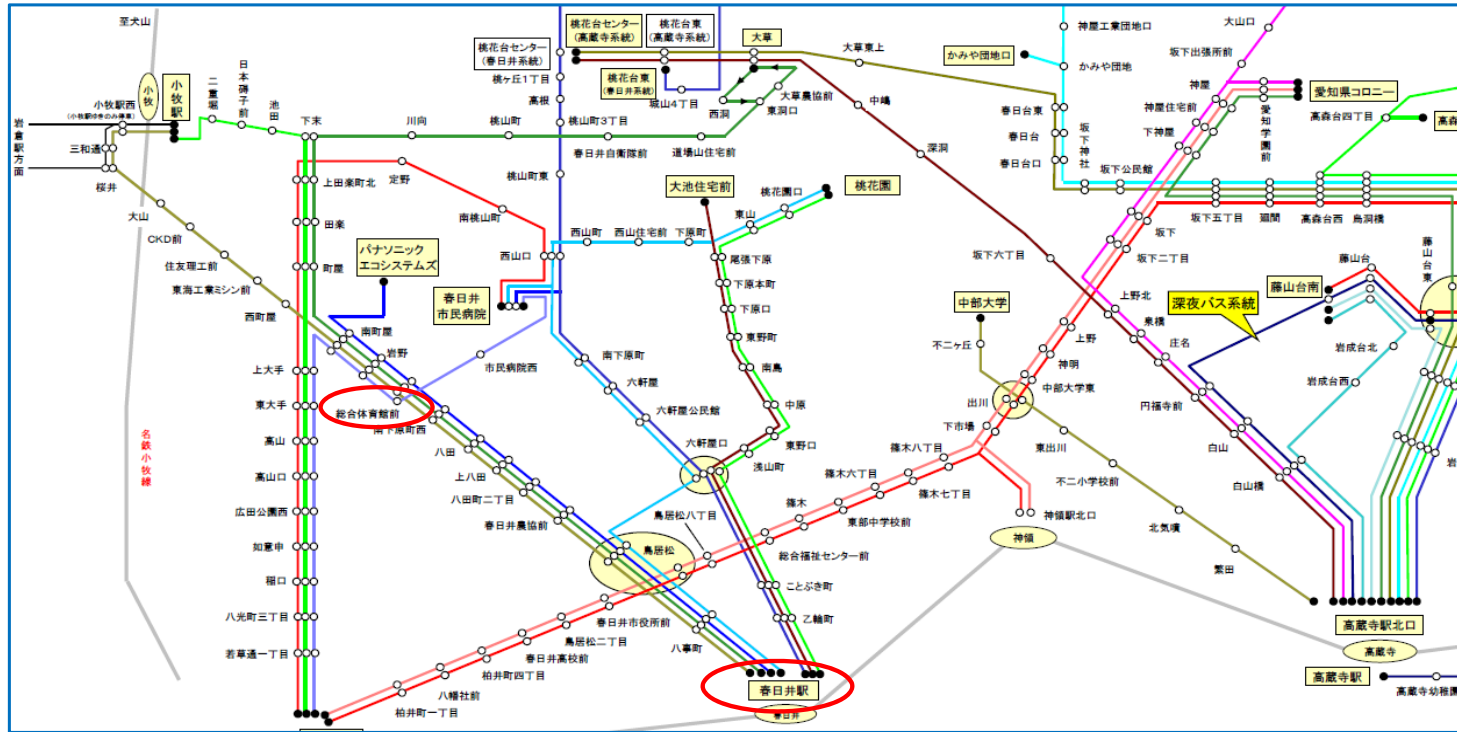 至犬山
小牧
小牧駅
小牧駅西
(小牧駅ゆきのみ停車)
岩倉駅方面
三和通
桜井
二重堀
日本碍子前
池田
下末
川向
桃山町
春日井自衛隊前
道場山住宅前
桃花台センター
(春日井系統)
桃ヶ丘1丁目
高根
桃山町3丁目
桃山町東
桃花台センター
(高蔵寺系統)
桃花台東
(高蔵寺系統)
桃花台東
(春日井系統)
城山4丁目
大草
西洞
東洞口
大草農協前
大草東上
中嶋
深洞
かみや団地口
神屋工業団地口
かみや団地
春日台東
春日台
春日台口
坂下神社
坂下公民館
大山口
坂下出張所前
神屋
神屋住宅前
下神屋
愛知県コロニー
愛知学園前
高森台四丁目
坂下五丁目
廻間
高森台西
鳥洞橋
坂下
坂下二丁目
坂下六丁目
大山
CKD前
住友理工前
東海工業ミシン前
西町屋
上田楽町北
田楽
町屋
定野
南桃山町
西山口
西山町
西山住宅前
下原町
東山
桃花園口
桃花園
大池住宅前
尾張下原
下原本町
下原口
東野町
南島
中原
東野口
浅山町
パナソニック
エコシステムズ
春日井
市民病院
南町屋
岩野
市民病院西
総合体育館前
南下原町西
八田
上八田
八田町二丁目
春日井農協前
南下原町
六軒屋
六軒屋公民館
六軒屋口
上大手
東大手
高山
高山口
広田公園西
如意申
稲口
八光町三丁目
若草通一丁目
名鉄小牧線
鳥居松
鳥居松八丁目
篠木
篠木六丁目
篠木八丁目
下市場
出川
中部大学東
神明
上野
篠木七丁目
東部中学校前
総合福祉センター前
ことぶき町
乙輪町
春日井市役所前
鳥居松二丁目
春日井高校前
柏井町四丁目
八幡社前
柏井町一丁目
八事町
春日井駅
春日井
中部大学
不二ヶ丘
東出川
不二小学校前
北気噴
繁田
神領駅北口
神領
上野北
泉橋
庄名
円福寺前
白山
白山橋
深夜バス系統
藤山台南
藤山台
藤山台東
岩成台北
岩成台西
高蔵寺駅北口
高蔵寺
高蔵寺駅
高蔵寺幼稚園